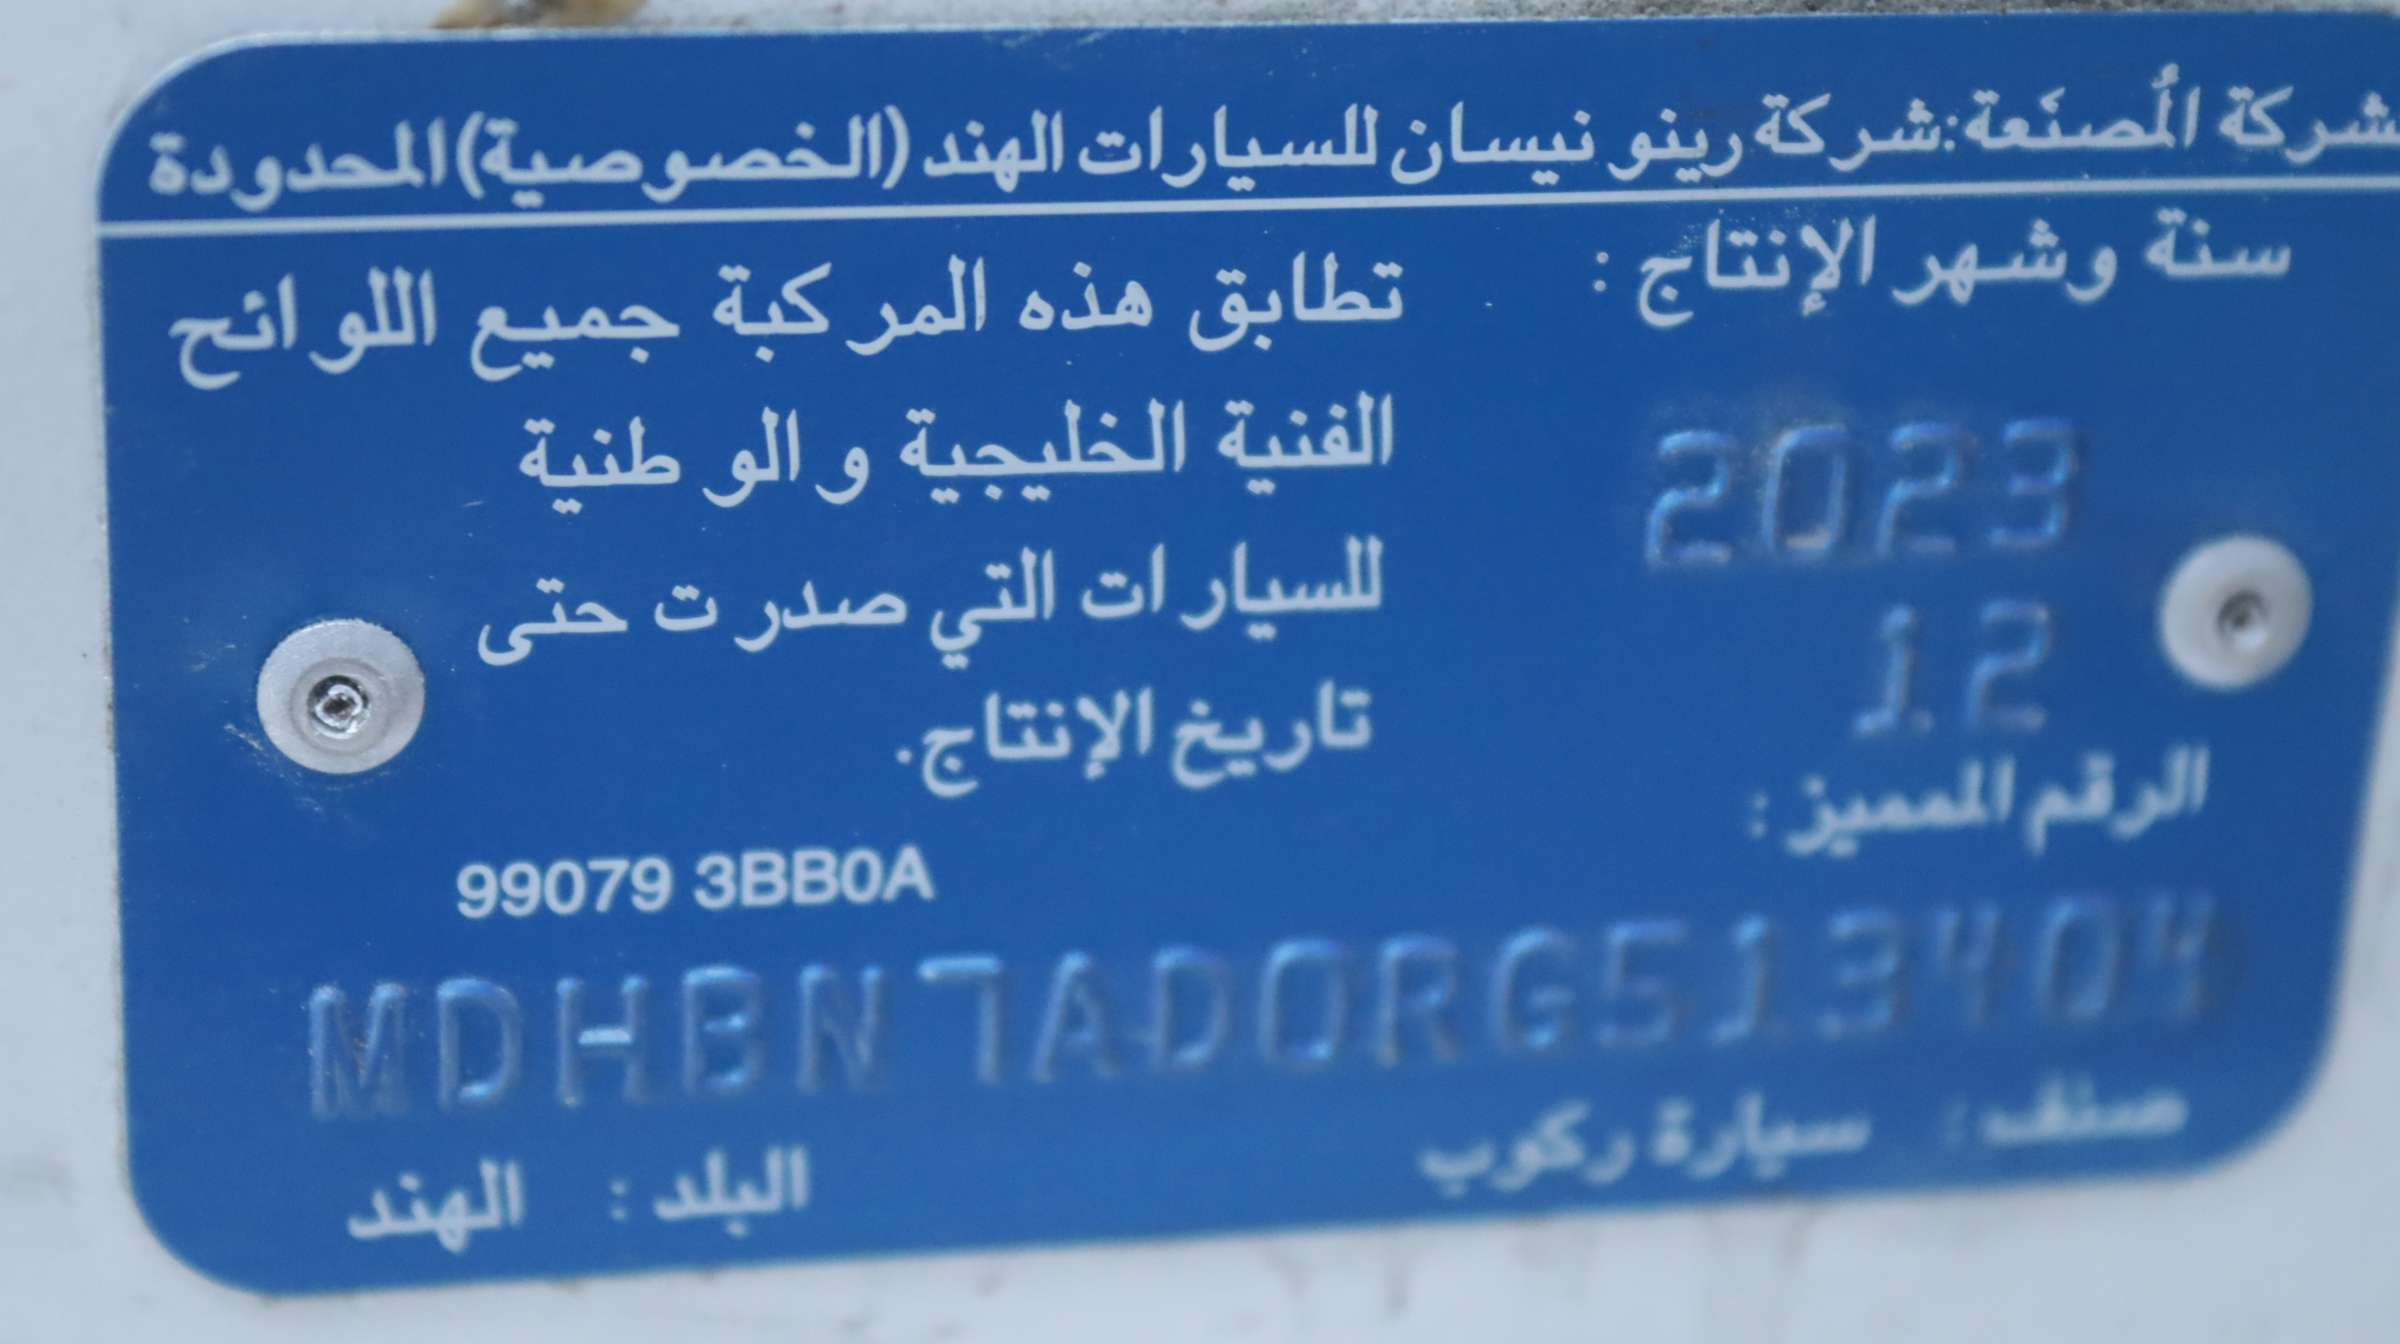 شركة المُصنَعة:شركة رينو نيسان للسيارات الهند (الخصوصية) المحدودة
سنة وشهر الإنتاج :
2023
12
تطابق هذه المركبة جميع اللوائح
الفنية الخليجية والوطنية
للسيارات التي صدرت حتى
تاريخ الإنتاج.
الرقم المميز :
99079 3BB0A
MDHBN7AD0RG513404
صنف : سيارة ركوب
البلد : الهند